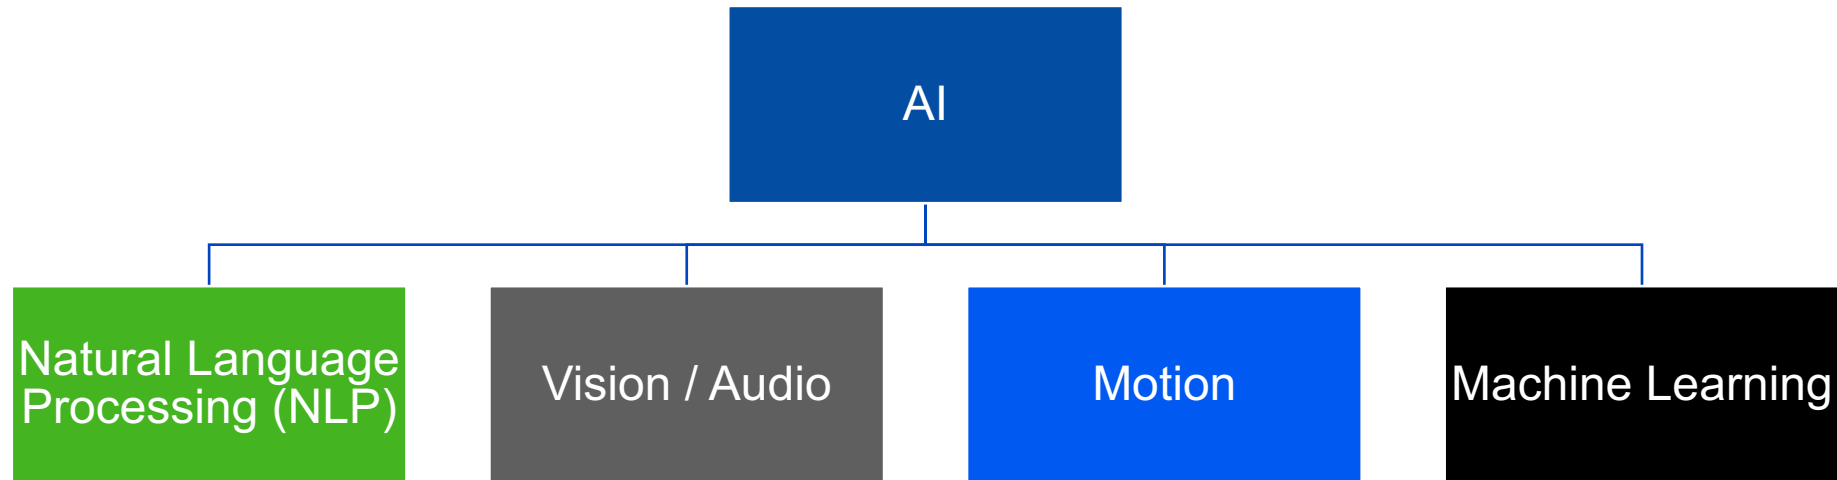 AI
Natural Language
Processing (NLP)
Vision / Audio
Motion
Machine Learning